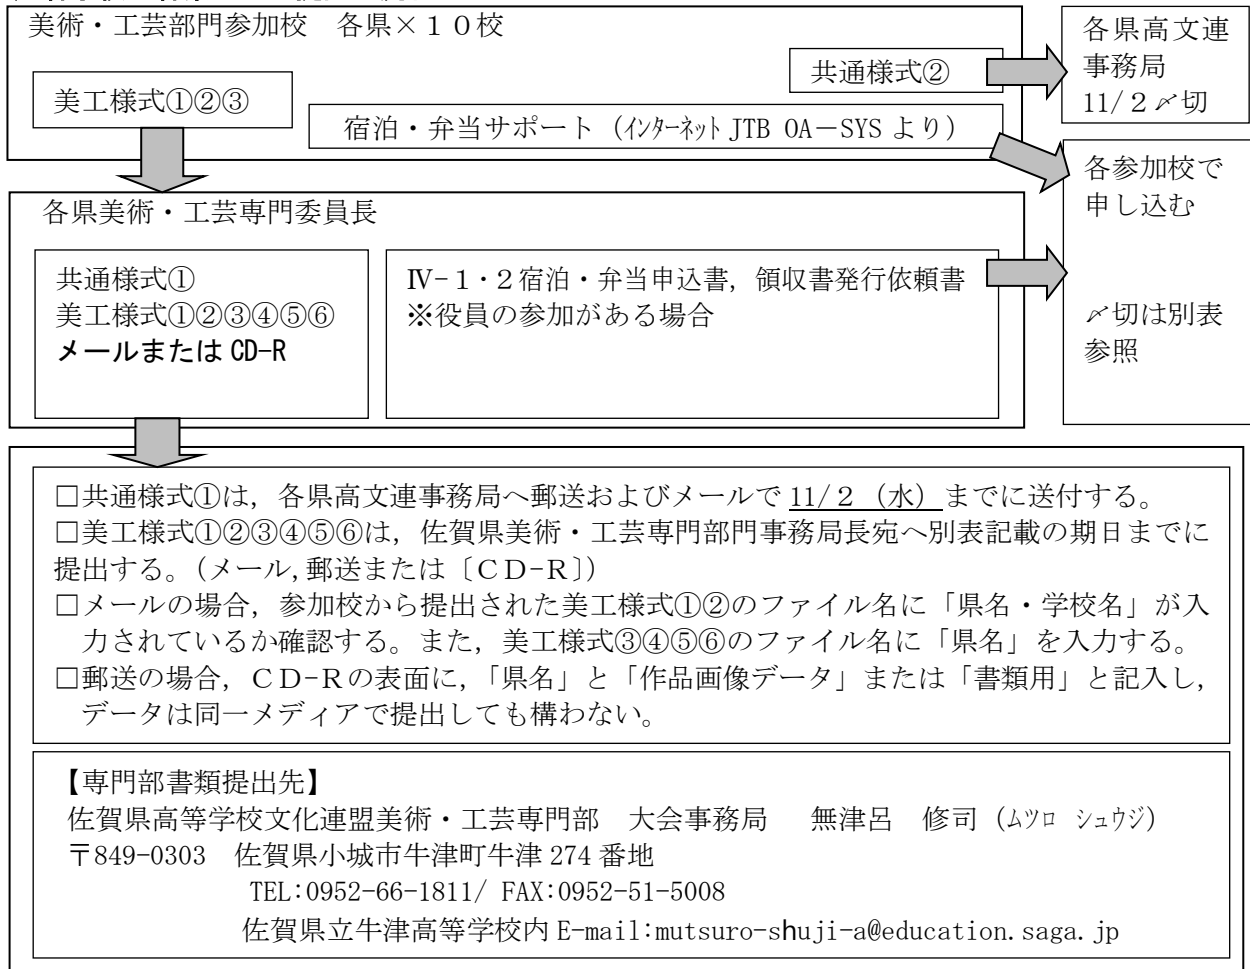 美術・工芸部門参加校　各県×１０校
共通様式②
各県高文連
事務局
11/２〆切
美工様式①②③
宿泊・弁当サポート（インターネット JTB OA－SYS より）
各参加校で
申し込む
〆切は別表
参照
各県美術・工芸専門委員長
共通様式①
美工様式①②③④⑤⑥
メールまたは CD-R
Ⅳ-１・２宿泊・弁当申込書，領収書発行依頼書
※役員の参加がある場合
□共通様式①は，各県高文連事務局へ郵送およびメールで 11/２（水）までに送付する。
□美工様式①②③④⑤⑥は，佐賀県美術・工芸専門部門事務局長宛へ別表記載の期日までに
提出する。（メール,郵送または〔ＣＤ-Ｒ〕）
□メールの場合，参加校から提出された美工様式①②のファイル名に「県名・学校名」が入
力されているか確認する。また，美工様式③④⑤⑥のファイル名に「県名」を入力する。
□郵送の場合，ＣＤ-Ｒの表面に，「県名」と「作品画像データ」または「書類用」と記入し，
データは同一メディアで提出しても構わない。
【専門部書類提出先】
佐賀県高等学校文化連盟美術・工芸専門部　大会事務局　　無津呂　修司（ムツロ シュウジ）
〒849-0303　佐賀県小城市牛津町牛津 274 番地
TEL:0952-66-1811/ FAX:0952-51-5008
佐賀県立牛津高等学校内 E-mail:mutsuro-shuji-a@education.saga.jp